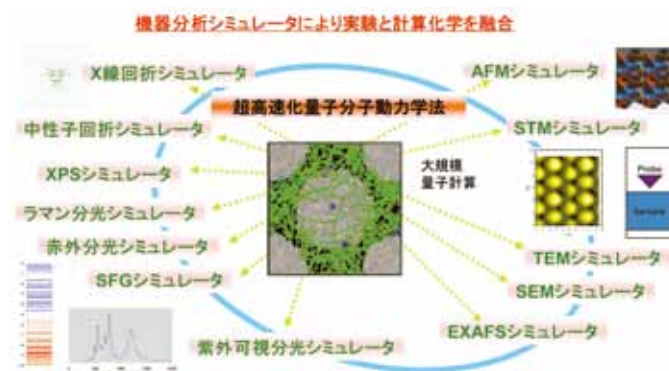 機器分析シミュレータにより実験と計算化学を融合
X線回折シミュレータ
AFMシミュレータ
超高速化量子分子動力学法
中性子回折シミュレータ
STMシミュレータ
大規模
量子計算
XPSシミュレータ
Probe
Sample
ラマン分光シミュレータ
赤外分光シミュレータ
TEMシミュレータ
SFGシミュレータ
SEMシミュレータ
EXAFSシミュレータ
紫外可視分光シミュレータ